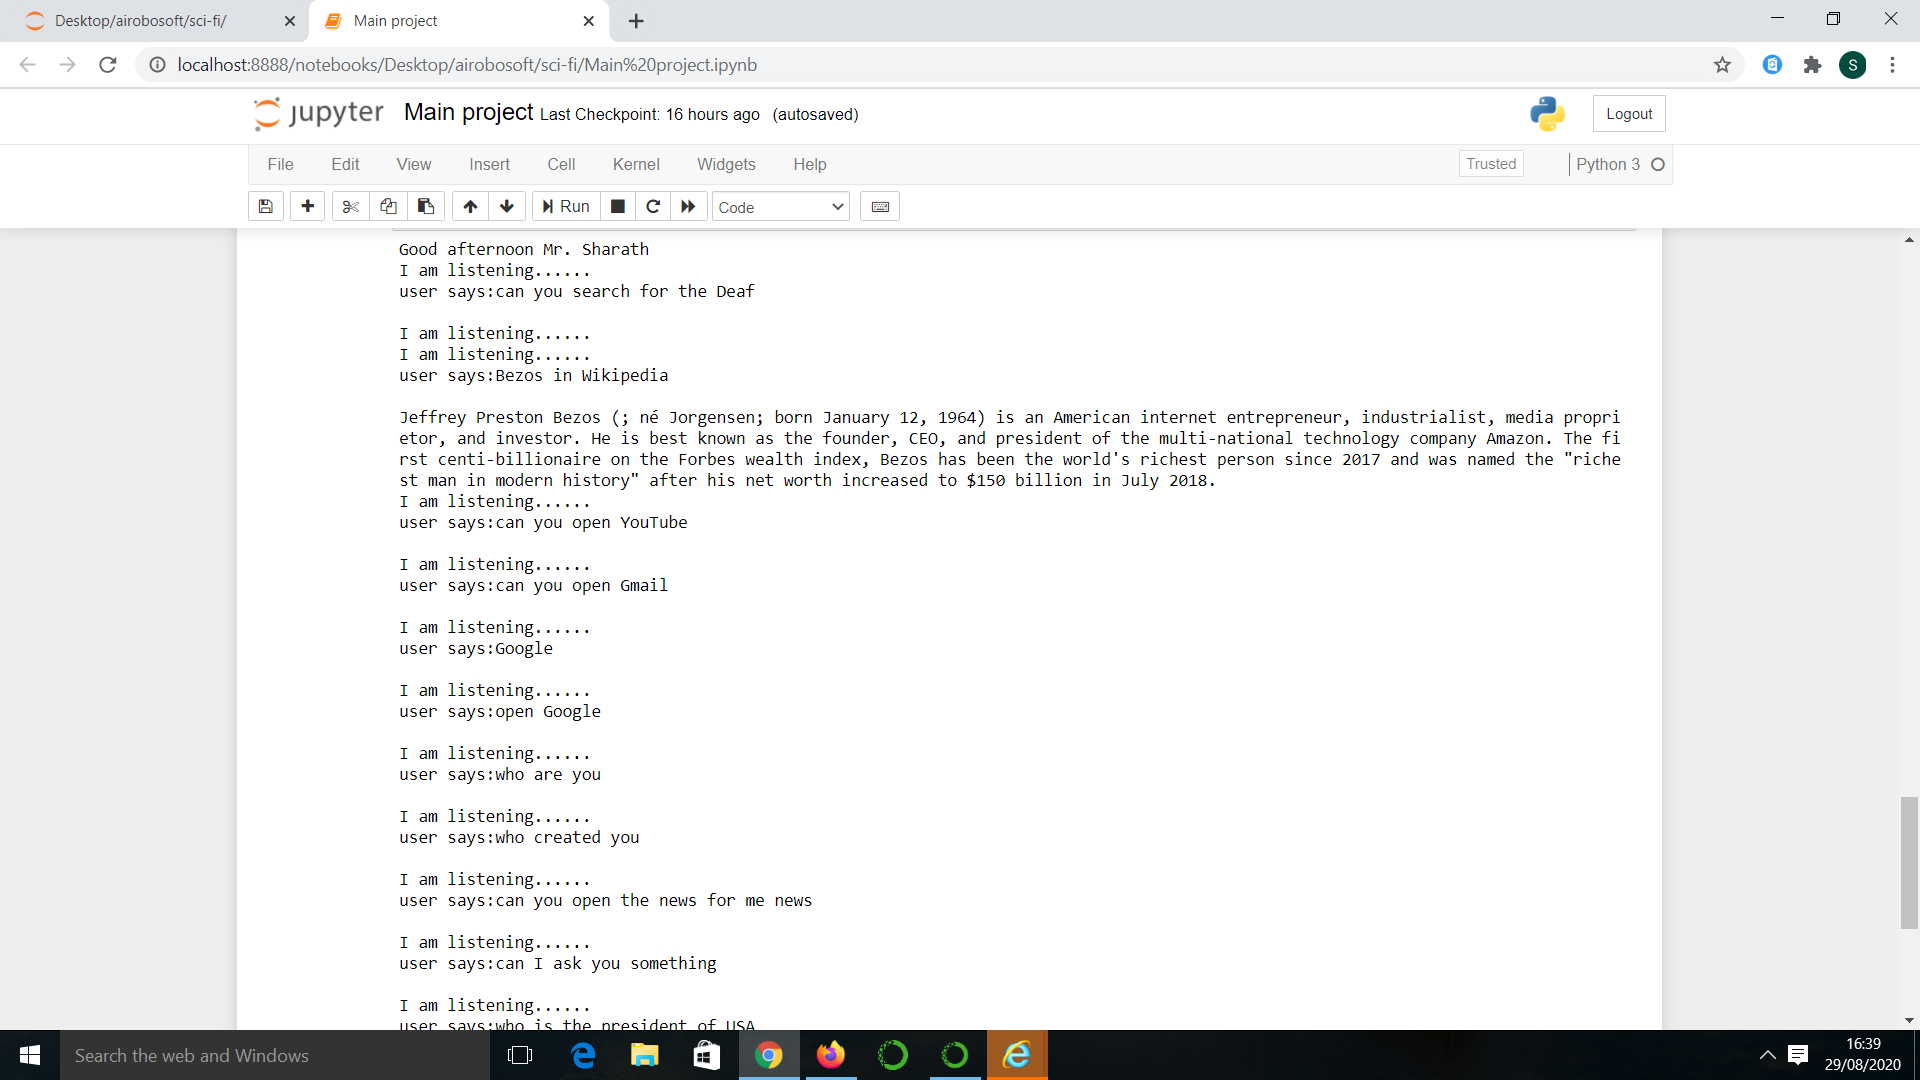 Desktop/airobosoft/sci-fi/
Main project
localhost:8888/notebooks/Desktop/airobosoft/sci-fi/Main%20project.ipynb
S
jupyter Main project Last Checkpoint: 16 hours ago (autosaved)
Logout
File Edit View Insert Cell Kernel Widgets Help
Trusted
Python 3
Run
Code
Good afternoon Mr. Sharath
I am listening......
user says:can you search for the Deaf
I am listening......
I am listening......
user says:Bezos in Wikipedia
Jeffrey Preston Bezos (; né Jorgensen; born January 12, 1964) is an American internet entrepreneur, industrialist, media propri
etor, and investor. He is best known as the founder, CEO, and president of the multi-national technology company Amazon. The fi
rst centi-billionaire on the Forbes wealth index, Bezos has been the world's richest person since 2017 and was named the "riche
st man in modern history" after his net worth increased to $150 billion in July 2018.
I am listening......
user says:can you open YouTube
I am listening......
user says:can you open Gmail
I am listening......
user says:Google
I am listening......
user says:open Google
I am listening......
user says:who are you
I am listening......
user says:who created you
I am listening......
user says:can you open the news for me news
I am listening......
user says:can I ask you something
I am listening......
user says:who is the president of USA
Search the web and Windows
16:39
29/08/2020